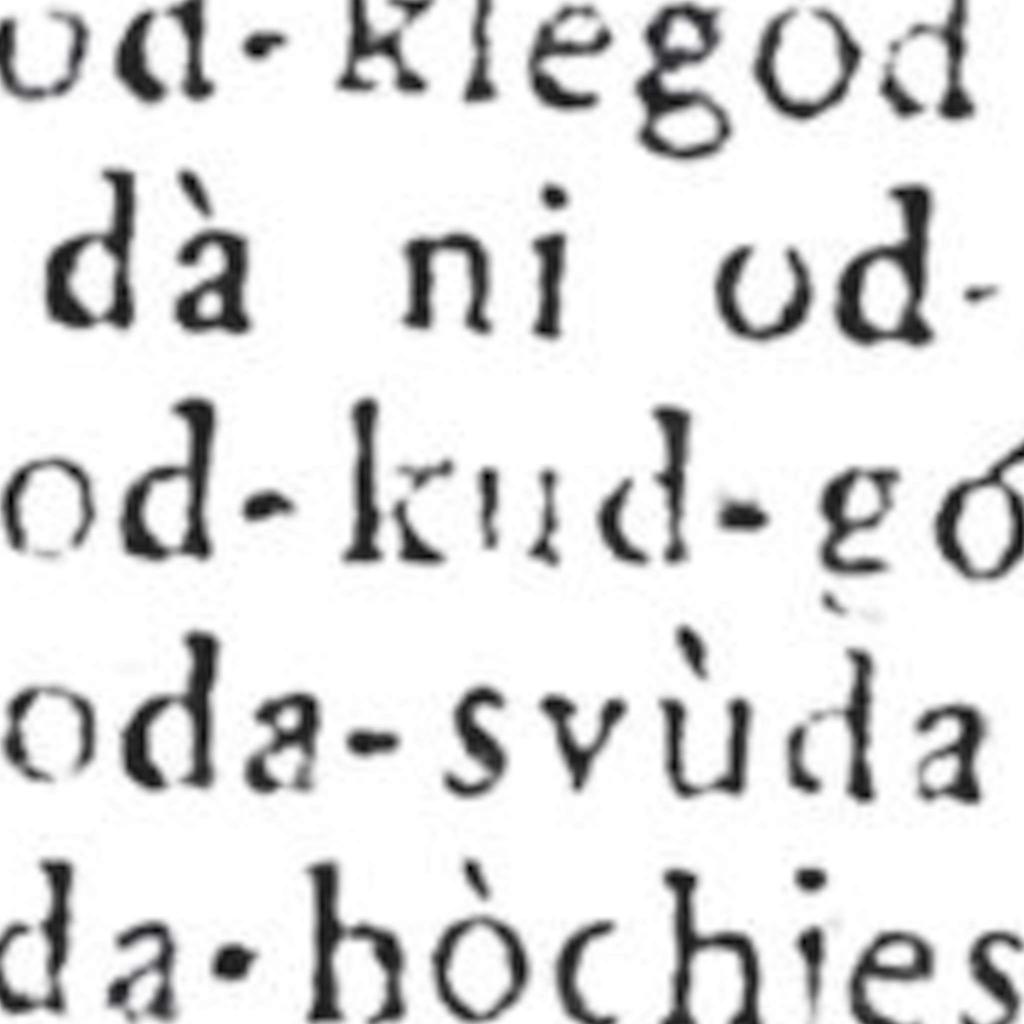 od- klegod
dà ni od-
od-kud-gó
oda-svùda
da-hòchies